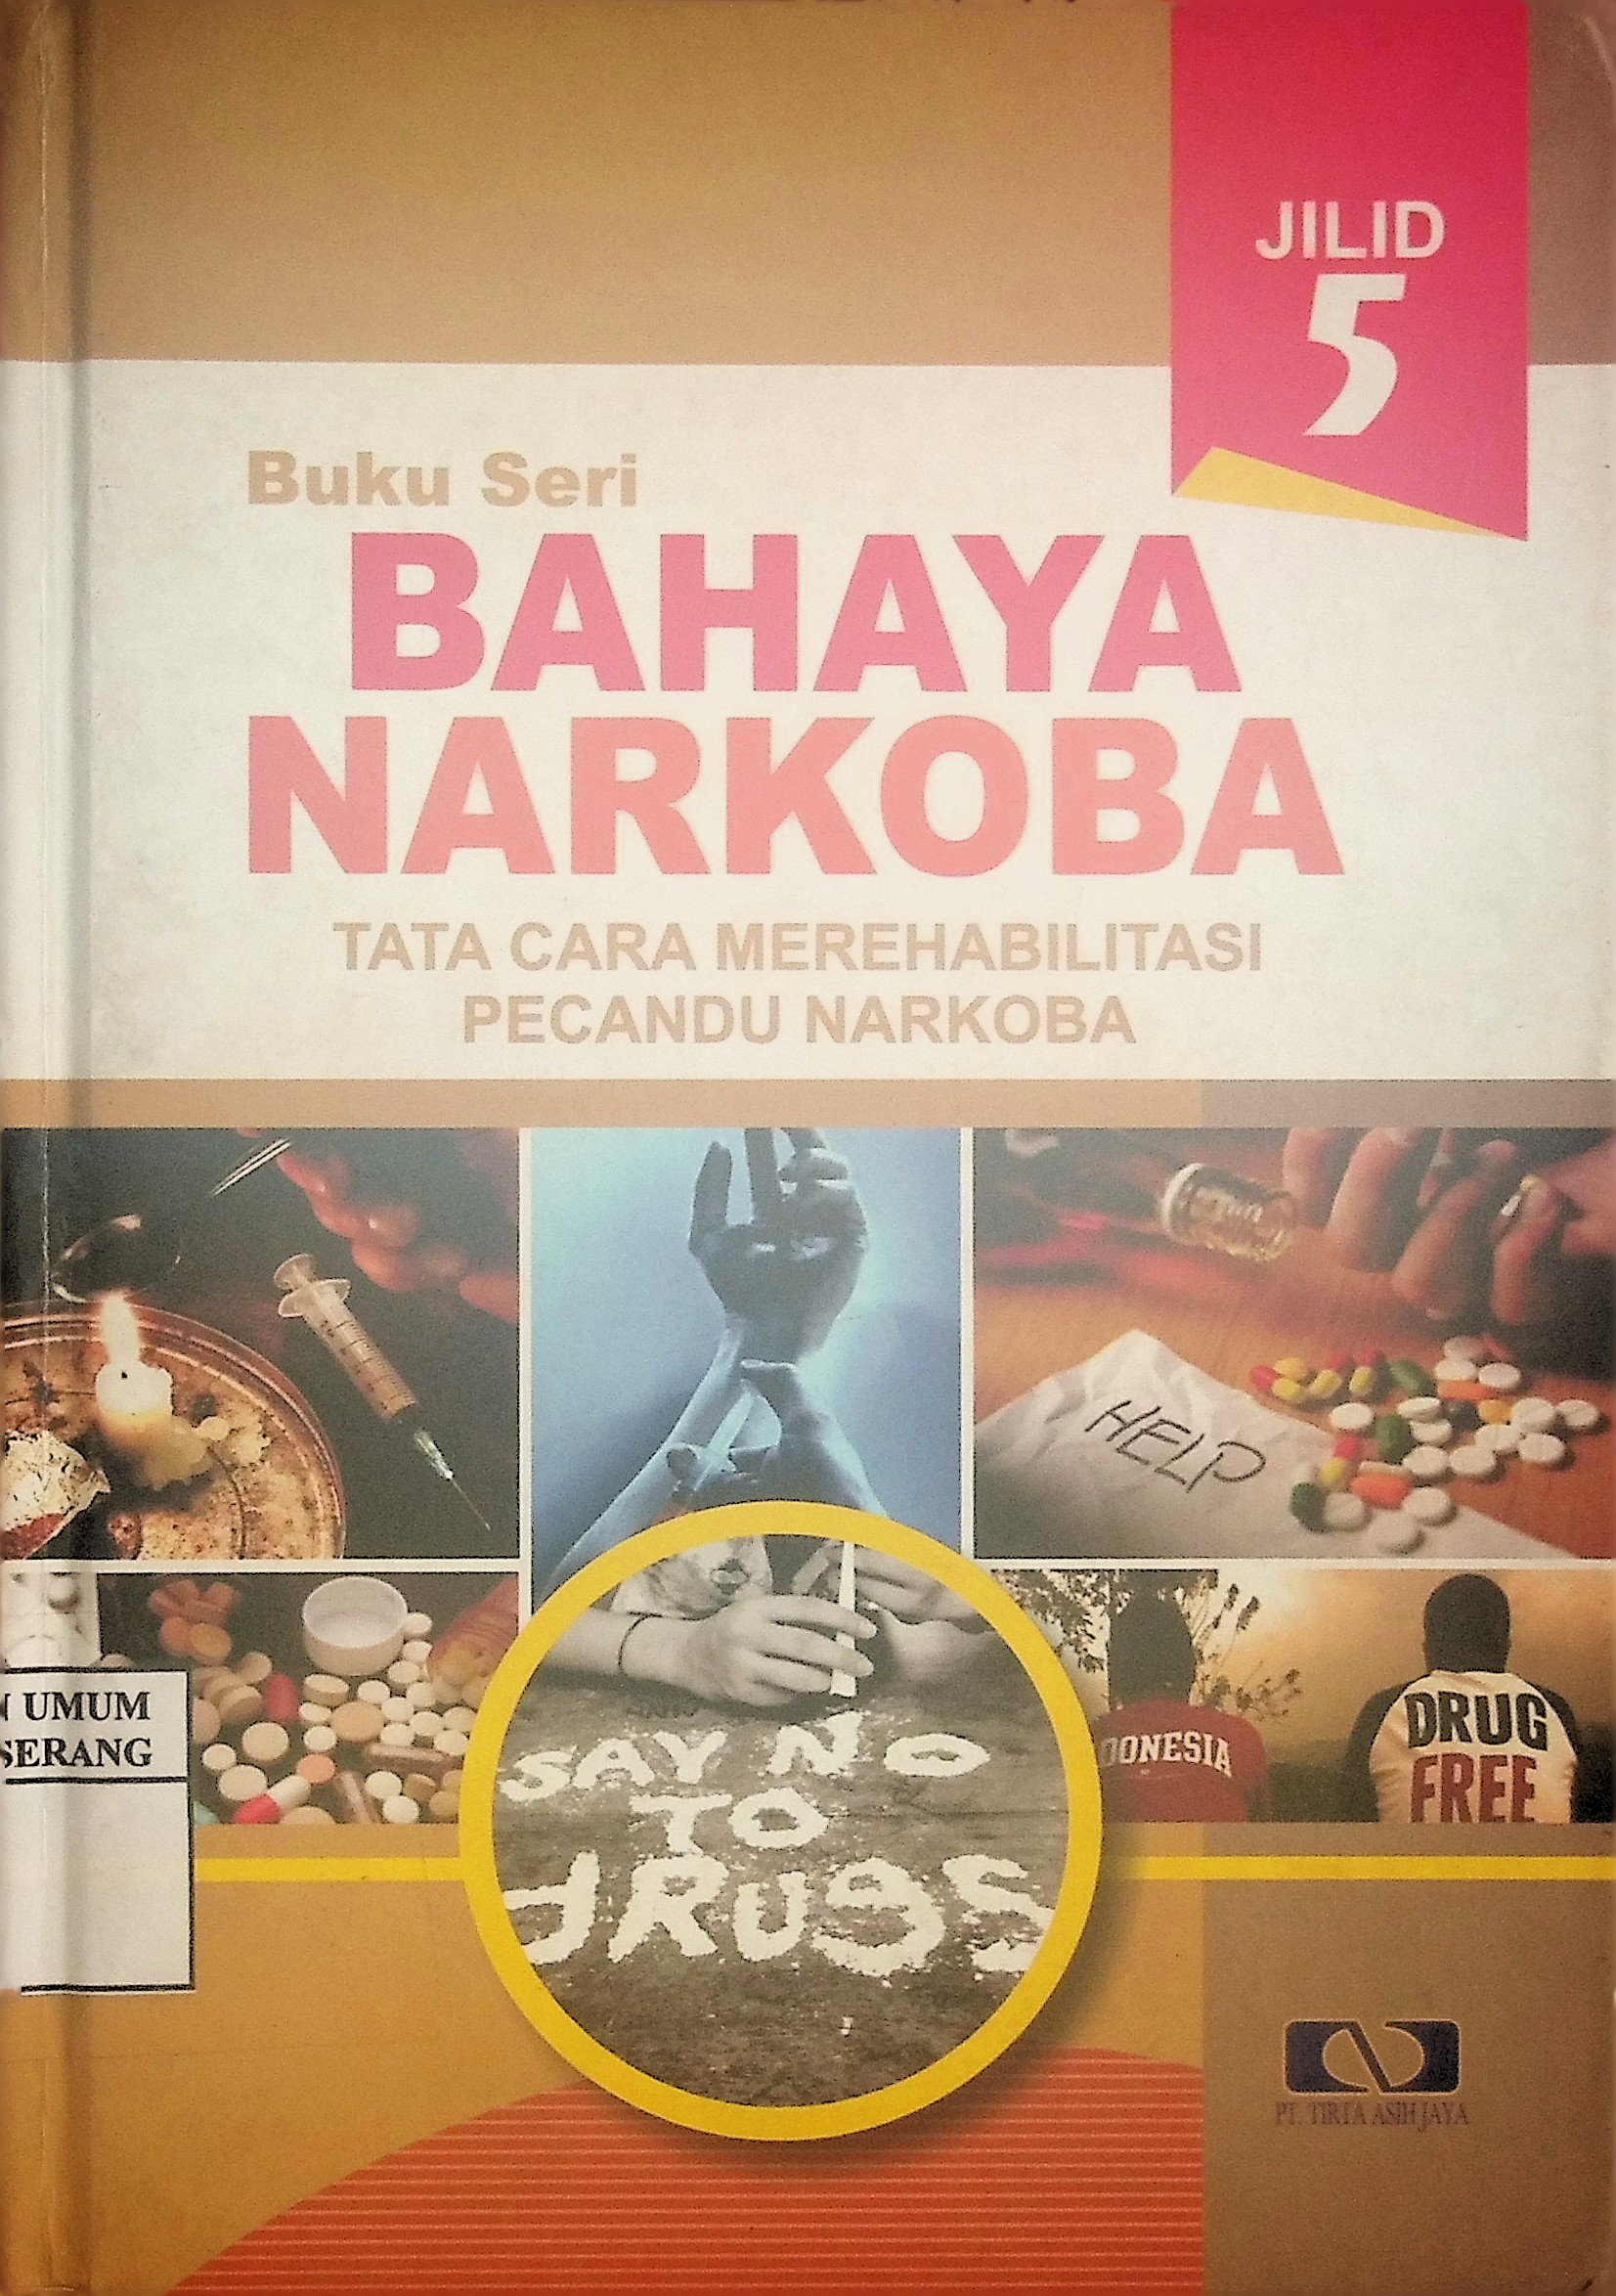 JILID
5
Buku Seri
BAHAYA
NARKOBA
TATA CARA MEREHABILITASI
PECANDU NARKOBA
HELP
UMUM
SERANG
SAY NO
TO
dRugS
DONESIA
DRUG
FREE
PT. TIRTA ASIH JAYA